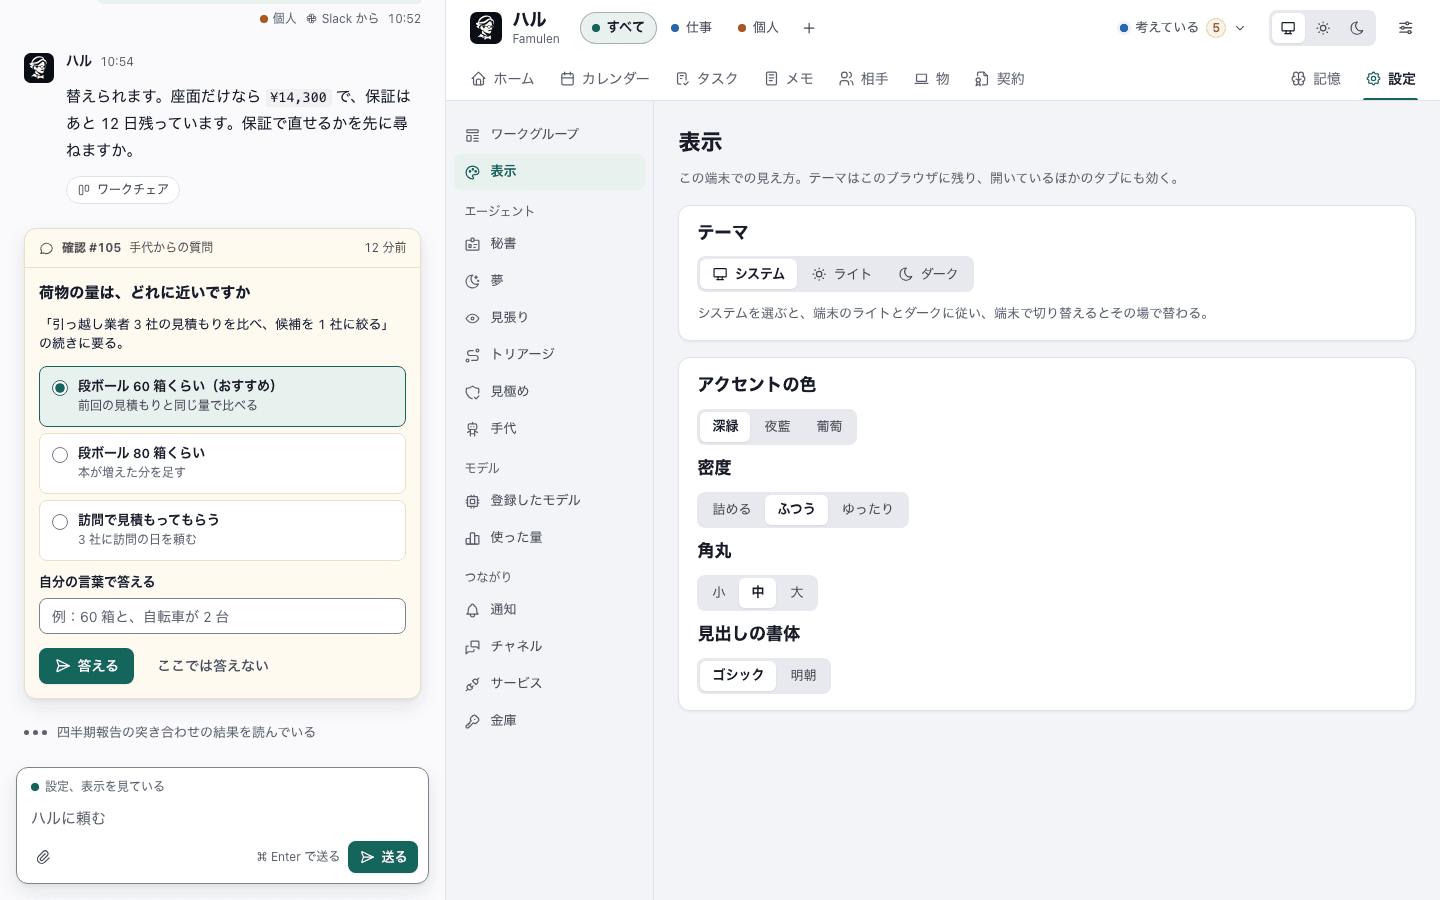 個人 Slack から 10:52
ハル 10:54
替えられます。座面だけなら ¥14,300 で、保証は
あと 12 日残っています。保証で直せるかを先に尋
ねますか。
ワークチェア
確認 #105 手代からの質問 12 分前
荷物の量は、どれに近いですか
「引っ越し業者 3 社の見積もりを比べ、候補を 1 社に絞る」
の続きに要る。
段ボール 60 箱くらい（おすすめ）
前回の見積もりと同じ量で比べる
段ボール 80 箱くらい
本が増えた分を足す
訪問で見積もってもらう
3 社に訪問の日を頼む
自分の言葉で答える
例：60 箱と、自転車が 2 台
答える ここでは答えない
四半期報告の突き合わせの結果を読んでいる
設定、表示を見ている
ハルに頼む
⌘ Enter で送る 送る
ハル
Famulen
すべて 仕事 個人
考えている 5
ホーム カレンダー タスク メモ 相手 物 契約 記憶 設定
ワークグループ
表示
エージェント
秘書
夢
見張り
トリアージ
見極め
手代
モデル
登録したモデル
使った量
つながり
通知
チャネル
サービス
金庫
表示
この端末での見え方。テーマはこのブラウザに残り、開いているほかのタブにも効く。
テーマ
システム ライト ダーク
システムを選ぶと、端末のライトとダークに従い、端末で切り替えるとその場で替わる。
アクセントの色
深緑 夜藍 葡萄
密度
詰める ふつう ゆったり
角丸
小 中 大
見出しの書体
ゴシック 明朝